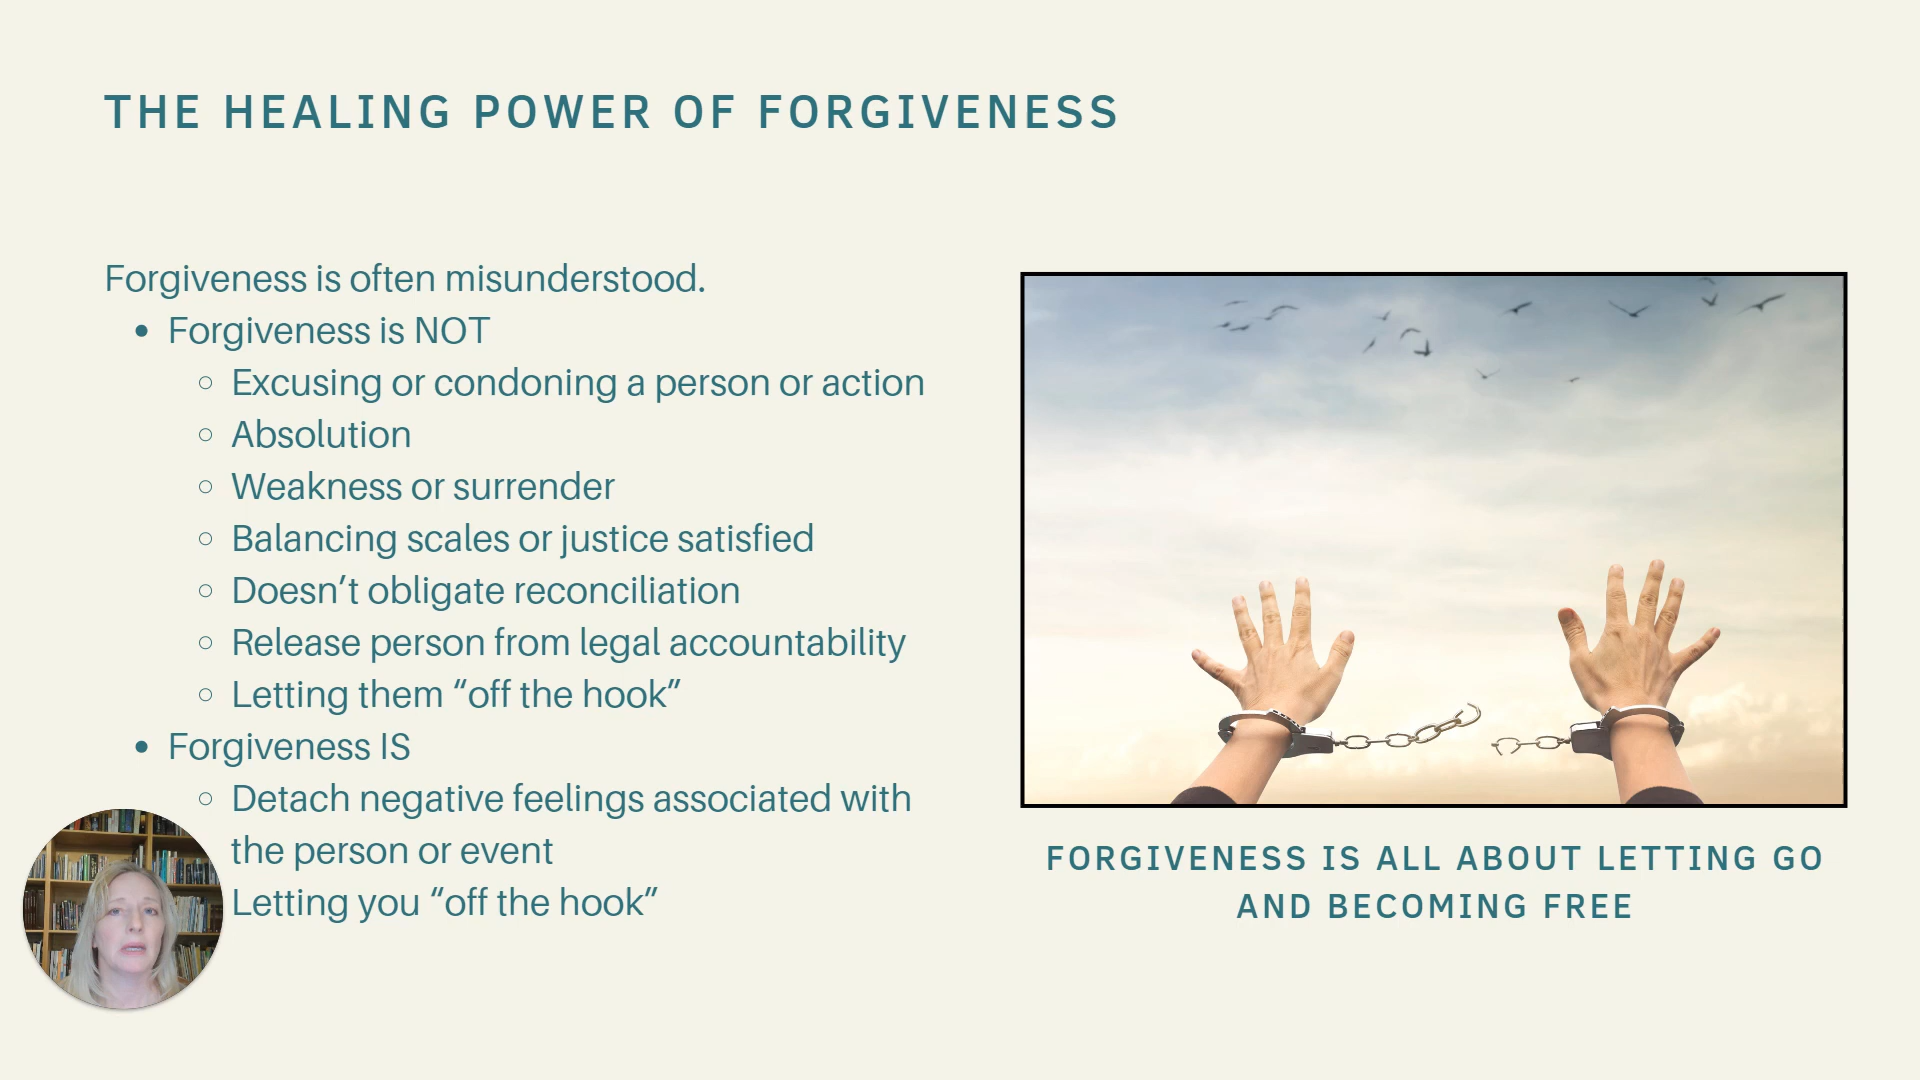 THE HEALING POWER OF FORGIVENESS
Forgiveness is often misunderstood.
• Forgiveness is NOT
○ Excusing or condoning a person or action
○ Absolution
○ Weakness or surrender
○ Balancing scales or justice satisfied
○ Doesn’t obligate reconciliation
○ Release person from legal accountability
○ Letting them “off the hook”
• Forgiveness IS
○ Detach negative feelings associated with
the person or event
Letting you “off the hook”
FORGIVENESS IS ALL ABOUT LETTING GO
AND BECOMING FREE